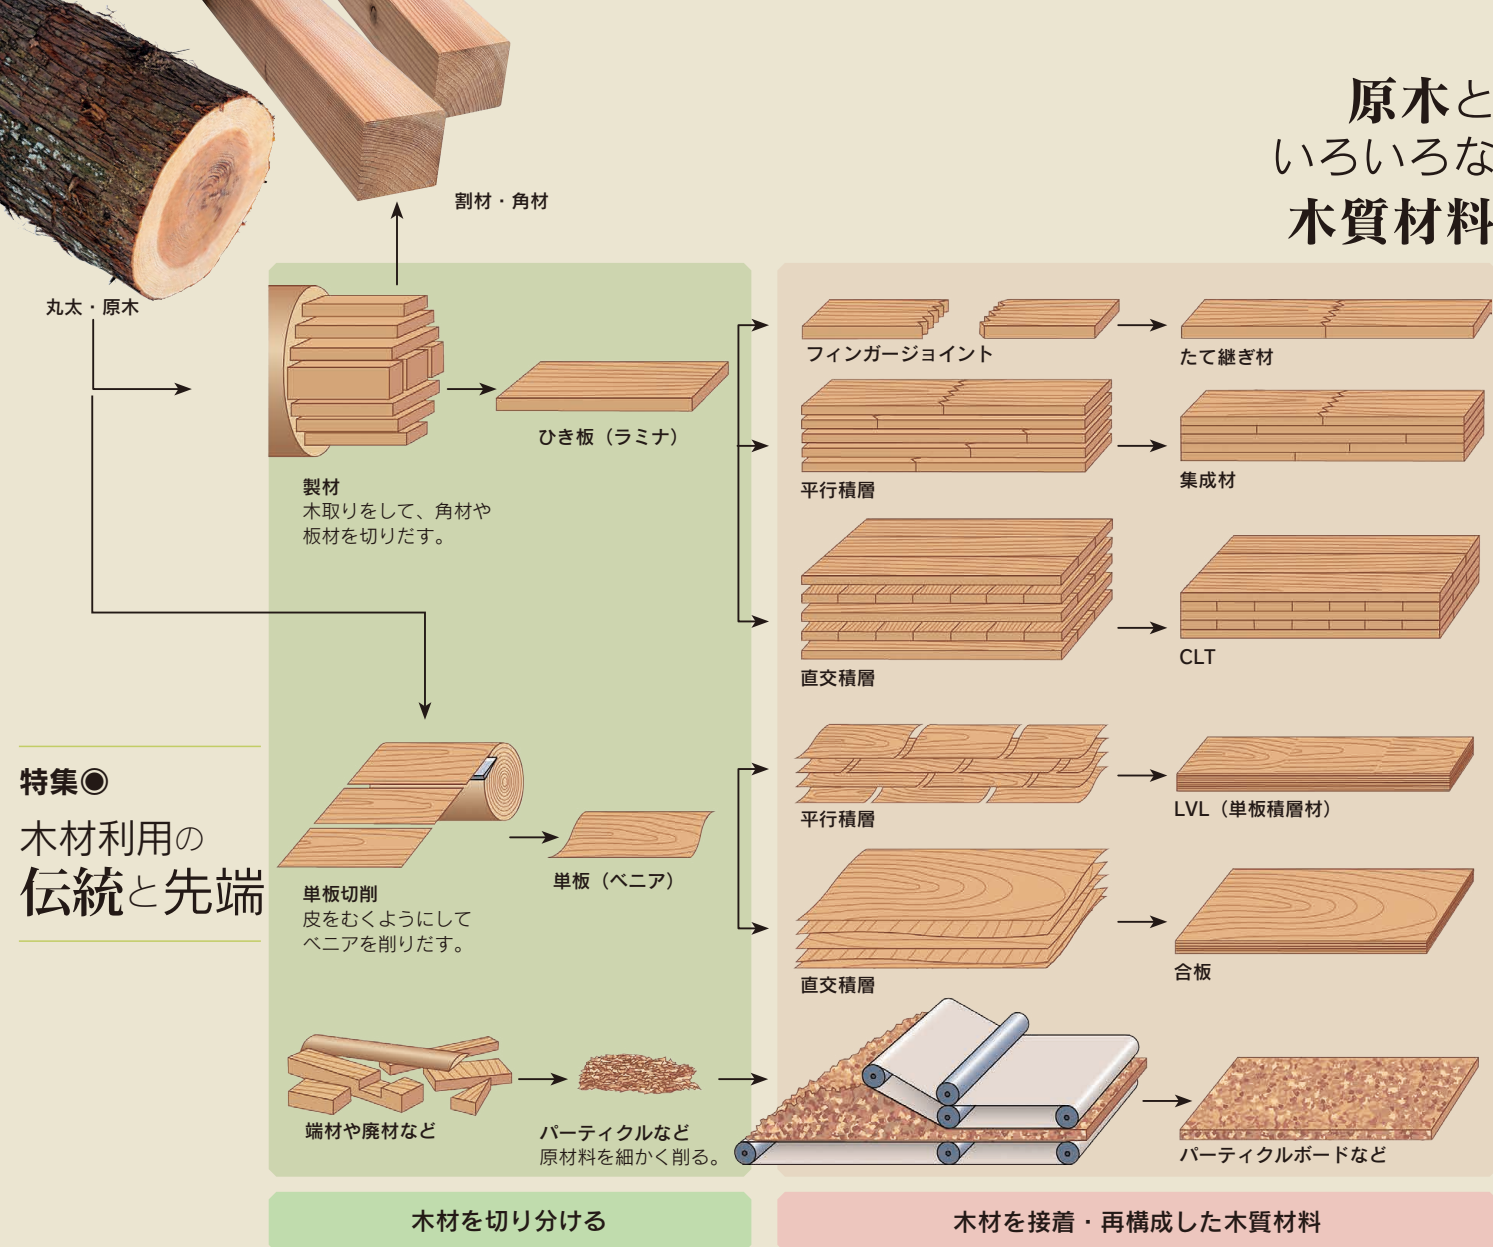 原木と
いろいろな
木質材料
割材・角材
丸太・原木
製材
木取りをして、角材や
板材を切りだす。
ひき板（ラミナ）
フィンガージョイント
たて継ぎ材
平行積層
集成材
直交積層
CLT
特集◉
木材利用の
伝統と先端
単板切削
皮をむくようにして
ベニアを削りだす。
単板（ベニア）
平行積層
LVL（単板積層材）
直交積層
合板
端材や廃材など
パーティクルなど
原材料を細かく削る。
パーティクルボードなど
木材を切り分ける
木材を接着・再構成した木質材料